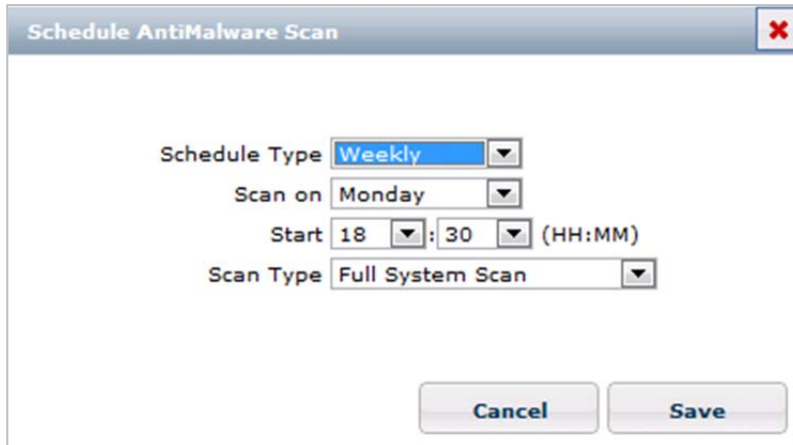 Schedule AntiMalware Scan
Schedule Type Weekly
Scan on Monday
Start 18 : 30 (HH:MM)
Scan Type Full System Scan
Cancel Save